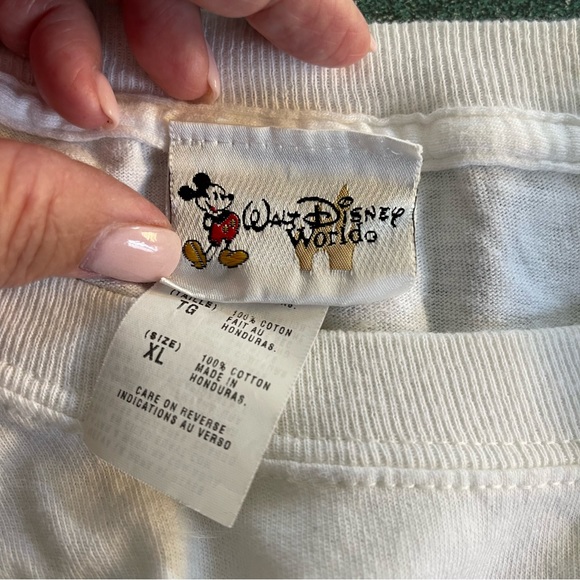 Walt Disney
World®
(TAILLE)
TG
100% COTON
FAIT AU
HONDURAS.
(SIZE)
XL
100% COTTON
MADE IN
HONDURAS.
CARE ON REVERSE
INDICATIONS AU VERSO